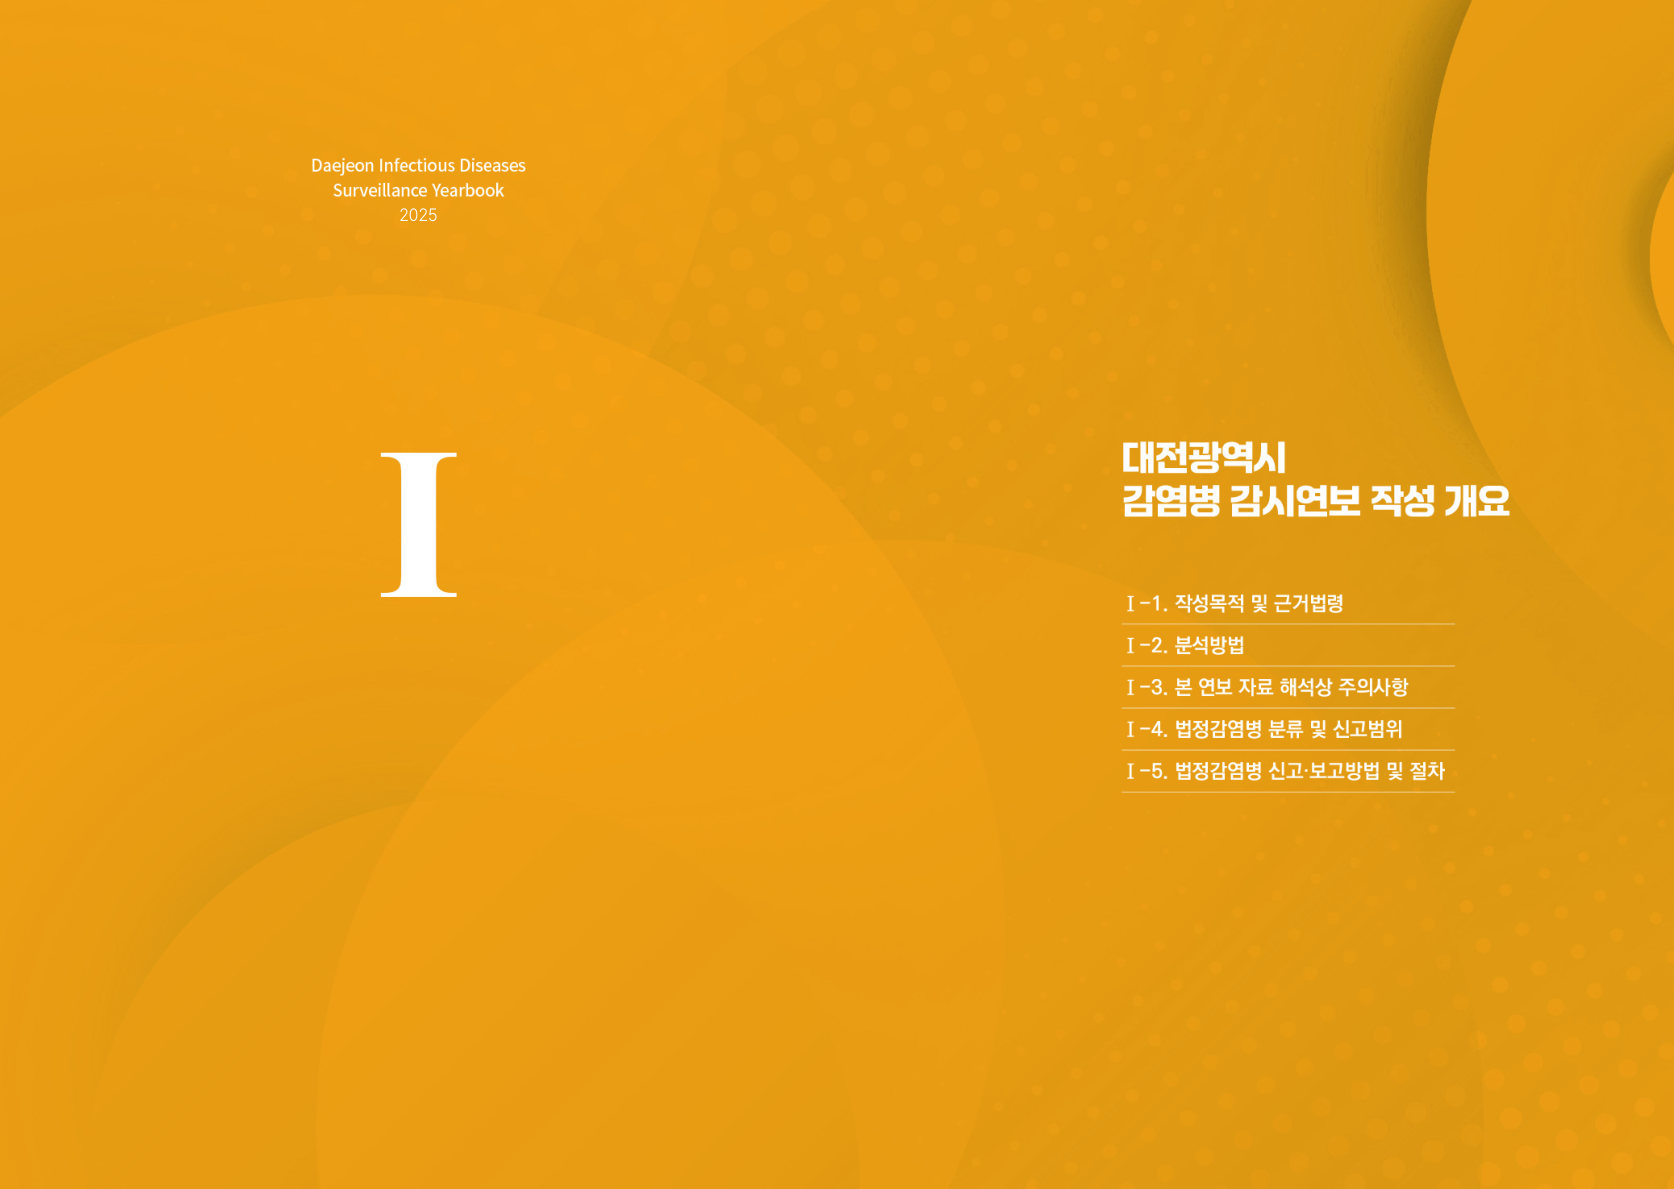 Daejeon Infectious Diseases
Surveillance Yearbook
2025
I
대전광역시
감염병 감시연보 작성 개요
Ⅰ-1. 작성목적 및 근거법령
Ⅰ-2. 분석방법
Ⅰ-3. 본 연보 자료 해석상 주의사항
Ⅰ-4. 법정감염병 분류 및 신고범위
Ⅰ-5. 법정감염병 신고·보고방법 및 절차